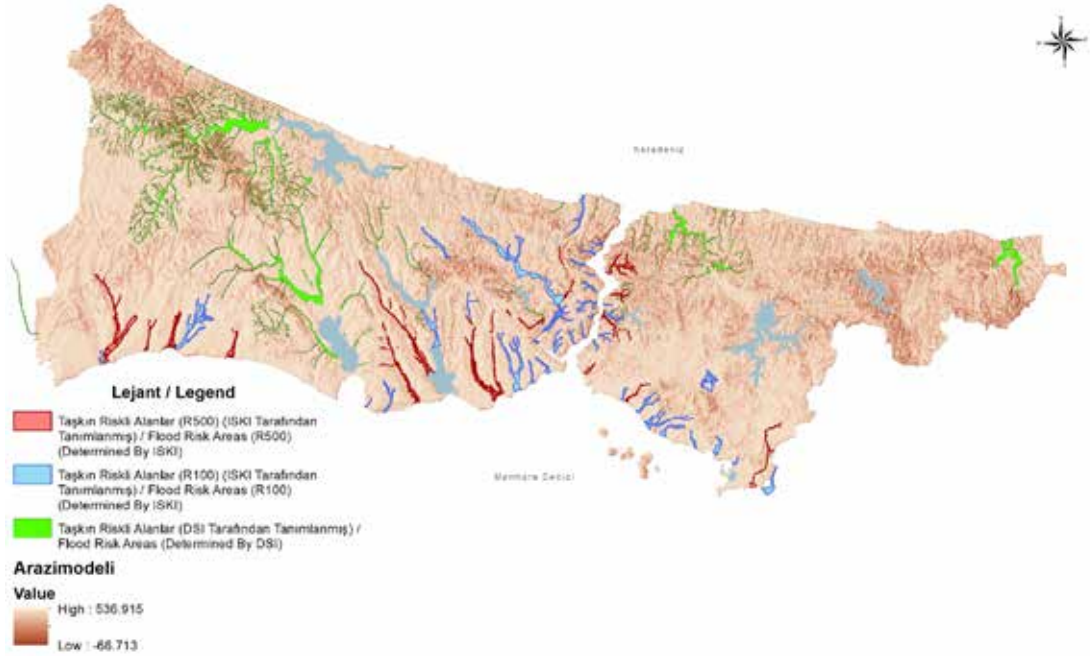 Karadeniz
Lejant / Legend
Taşkın Riskli Alanlar (R500) (ISKI Tarafından
Tanımlanmış) / Flood Risk Areas (R500)
(Determined By ISKI)
Marmara Denizi
Taşkın Riskli Alanlar (R100) (ISKI Tarafından
Tanımlanmış) / Flood Risk Areas (R100)
(Determined By ISKI)
Taşkın Riskli Alanlar (DSI Tarafından Tanımlanmış) /
Flood Risk Areas (Determined By DSI)
Arazimodeli
Value
High : 536.915
Low : -66.713